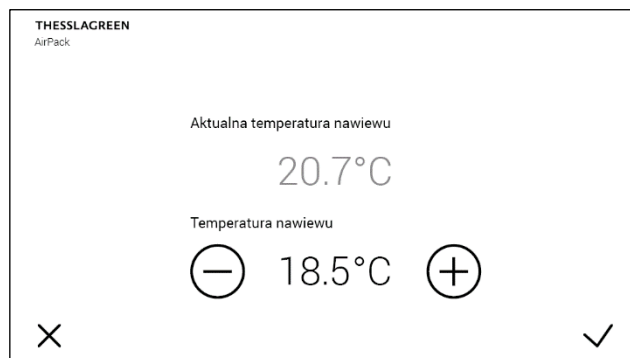 THESSLAGREEN
AirPack
Aktualna temperatura nawiewu
20.7°C
Temperatura nawiewu
18.5°C